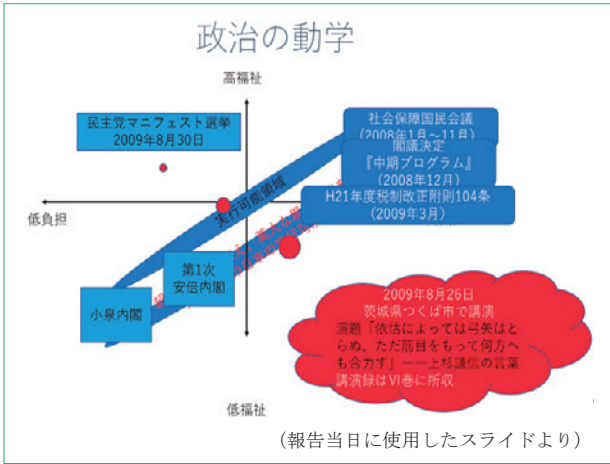 政治の動学
高福祉
民主党マニフェスト選挙
2009年8月30日
社会保障国民会議
(2008年1月~11月)
閣議決定
『中期プログラム』
(2008年12月)
H21年度税制改正附則104条
(2009年3月)
低負担
実行可能領域
第1次
安倍内閣
小泉内閣
2009年8月26日
茨城県つくば市で講演
演題「依怙によっては弓矢はと
らぬ、ただ筋目をもって何方へ
も合力す」――上杉謙信の言葉
講演録はⅥ巻に所収
低福祉
(報告当日に使用したスライドより)